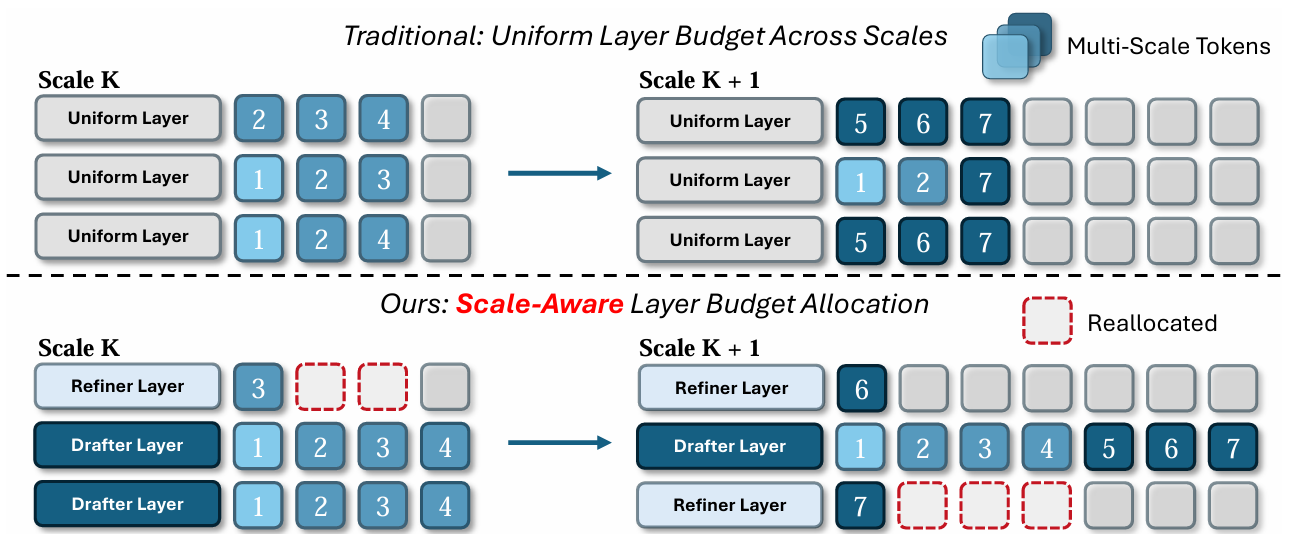 Traditional: Uniform Layer Budget Across Scales
Multi-Scale Tokens
Scale K
Uniform Layer 2 3 4
Uniform Layer 1 2 3
Uniform Layer 1 2 4
Scale K + 1
Uniform Layer 5 6 7
Uniform Layer 1 2 7
Uniform Layer 5 6 7
Ours: Scale-Aware Layer Budget Allocation
Reallocated
Scale K
Refiner Layer 3
Drafter Layer 1 2 3 4
Drafter Layer 1 2 3 4
Scale K + 1
Refiner Layer 6
Drafter Layer 1 2 3 4 5 6 7
Refiner Layer 7